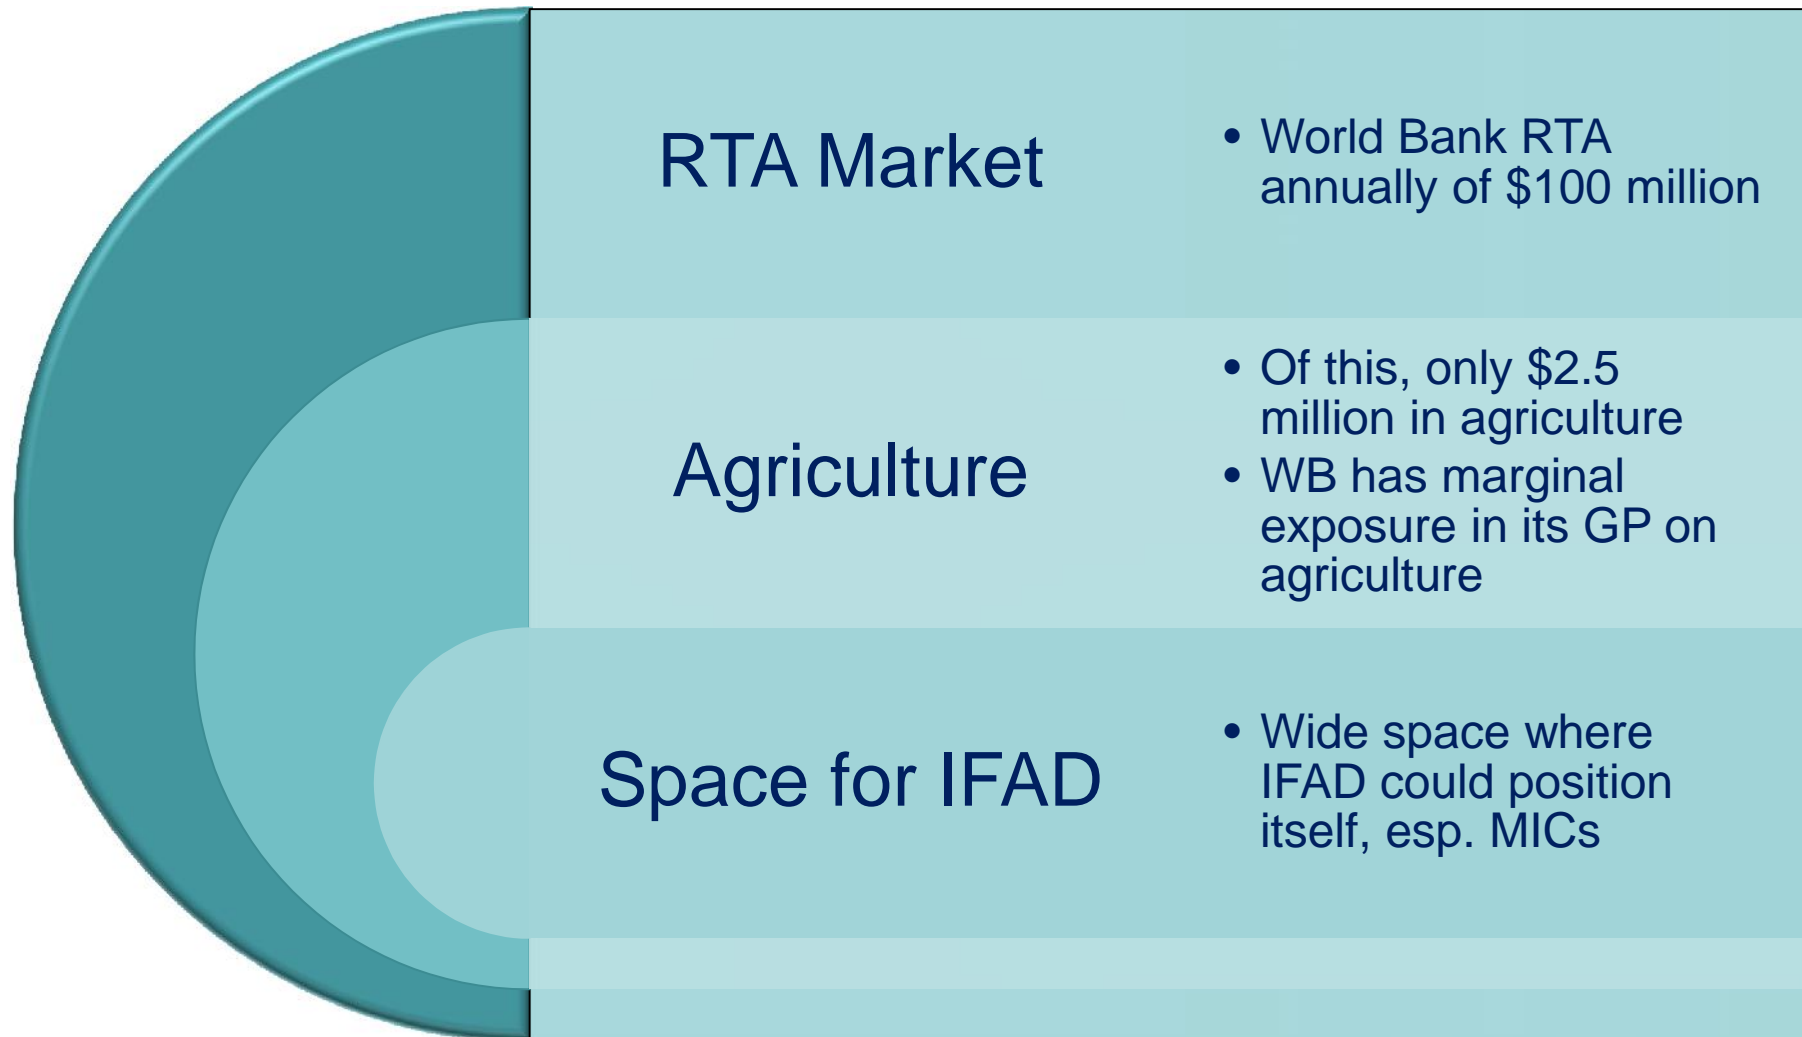 RTA Market
• World Bank RTA
annually of $100 million
Agriculture
• Of this, only $2.5
million in agriculture
• WB has marginal
exposure in its GP on
agriculture
Space for IFAD
• Wide space where
IFAD could position
itself, esp. MICs